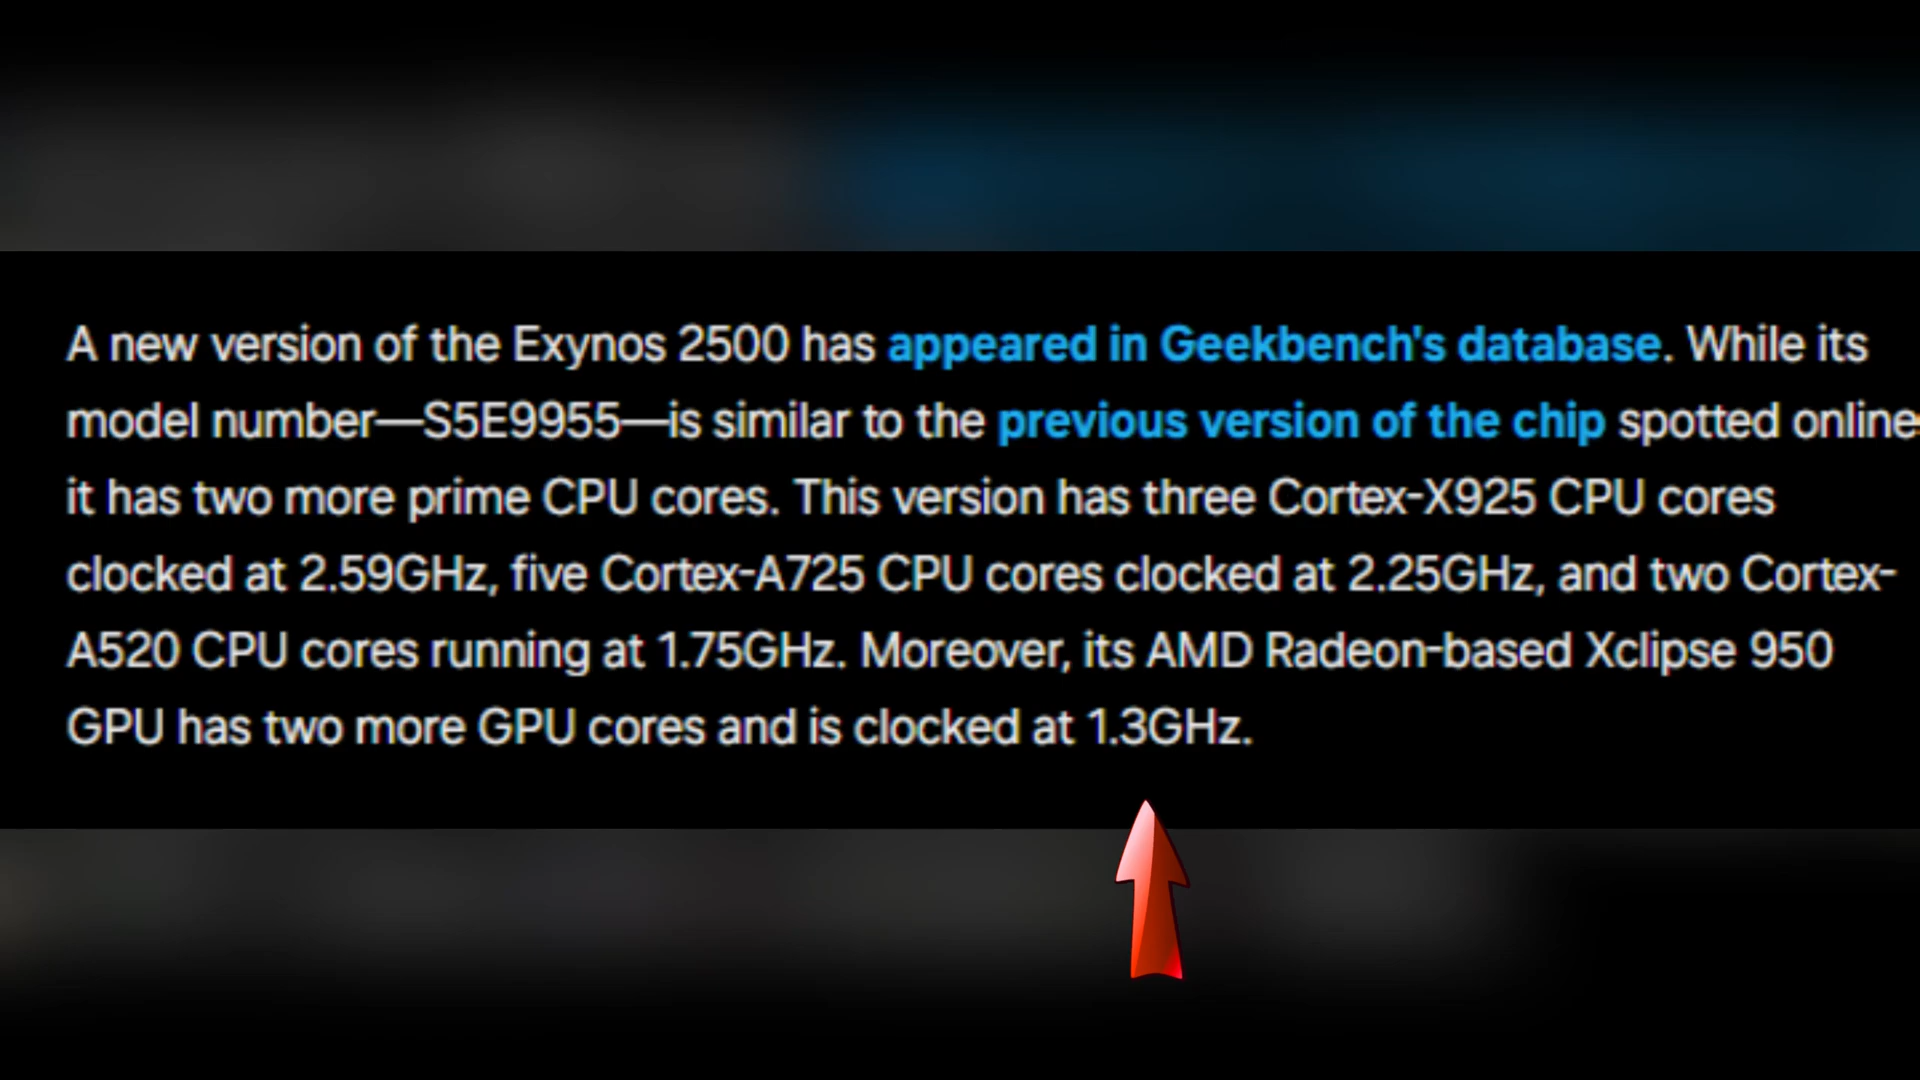 A new version of the Exynos 2500 has appeared in Geekbench's database. While its
model number—S5E9955—is similar to the previous version of the chip spotted online
it has two more prime CPU cores. This version has three Cortex-X925 CPU cores
clocked at 2.59GHz, five Cortex-A725 CPU cores clocked at 2.25GHz, and two Cortex-
A520 CPU cores running at 1.75GHz. Moreover, its AMD Radeon-based Xclipse 950
GPU has two more GPU cores and is clocked at 1.3GHz.